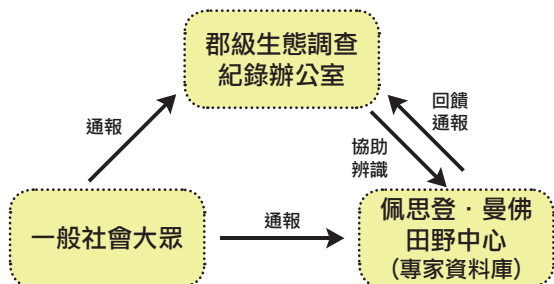 郡級生態調查
紀錄辦公室
通報
回饋
通報
協助
辨識
一般社會大眾
通報
佩思登・曼佛
田野中心
(專家資料庫)